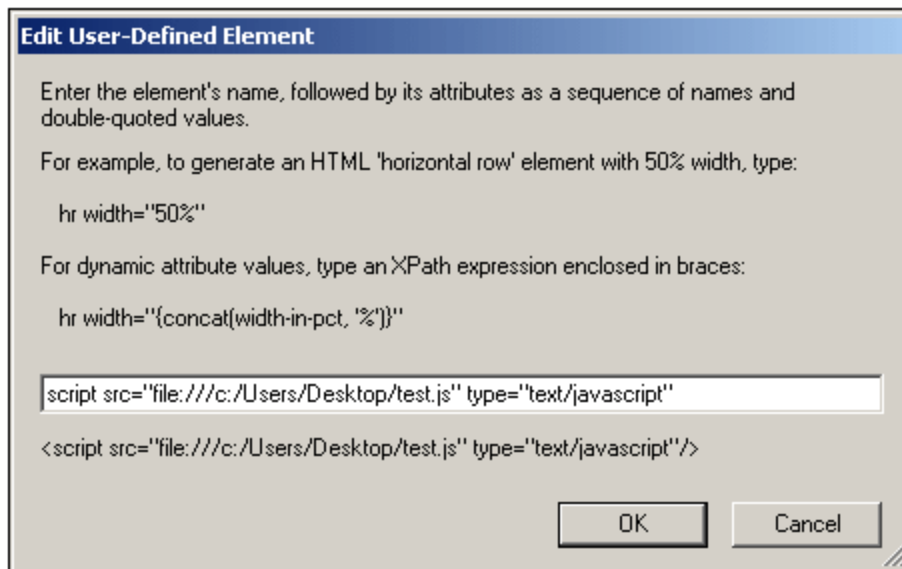 Edit User-Defined Element
Enter the element's name, followed by its attributes as a sequence of names and
double-quoted values.
For example, to generate an HTML 'horizontal row' element with 50% width, type:
hr width="50%"
For dynamic attribute values, type an XPath expression enclosed in braces:
hr width="{concat(width-in-pct, '%')}"
script src="file:///c:/Users/Desktop/test.js" type="text/javascript"
<script src="file:///c:/Users/Desktop/test.js" type="text/javascript"/>
OK Cancel